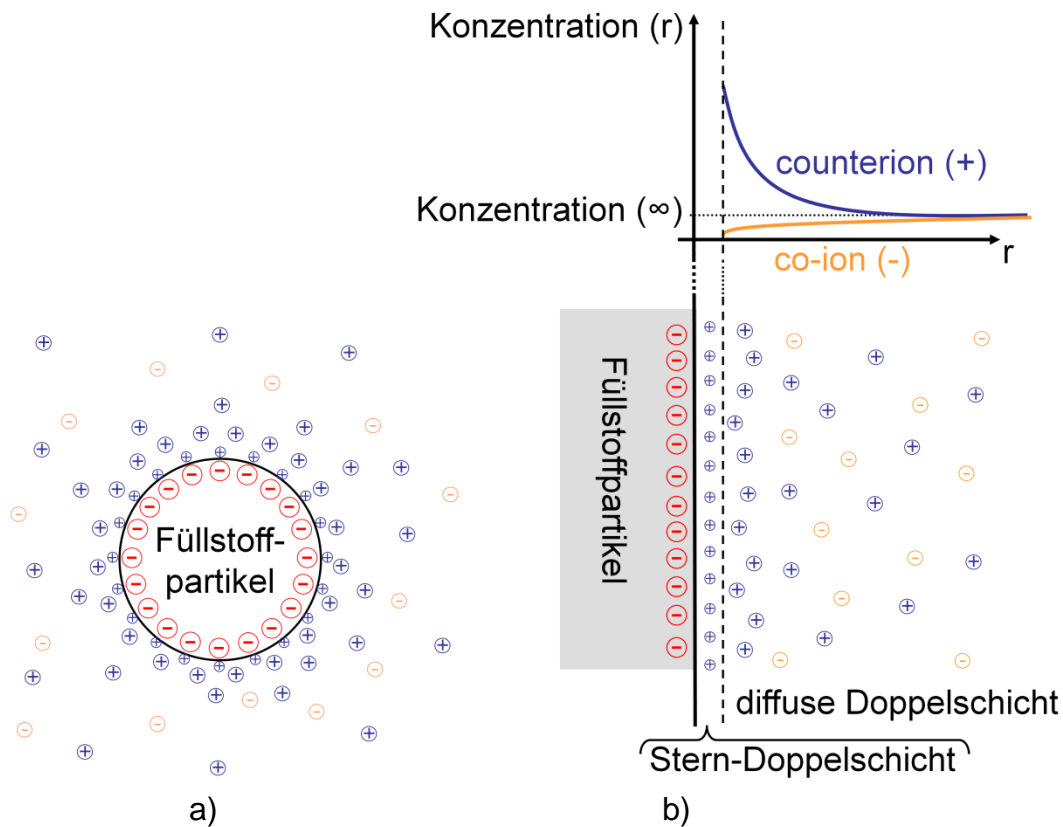 Konzentration (r)
counterion (+)
Konzentration (∞)
co-ion (-)
r
Füllstoff-
partikel
Füllstoffpartikel
diffuse Doppelschicht
Stern-Doppelschicht
a)
b)